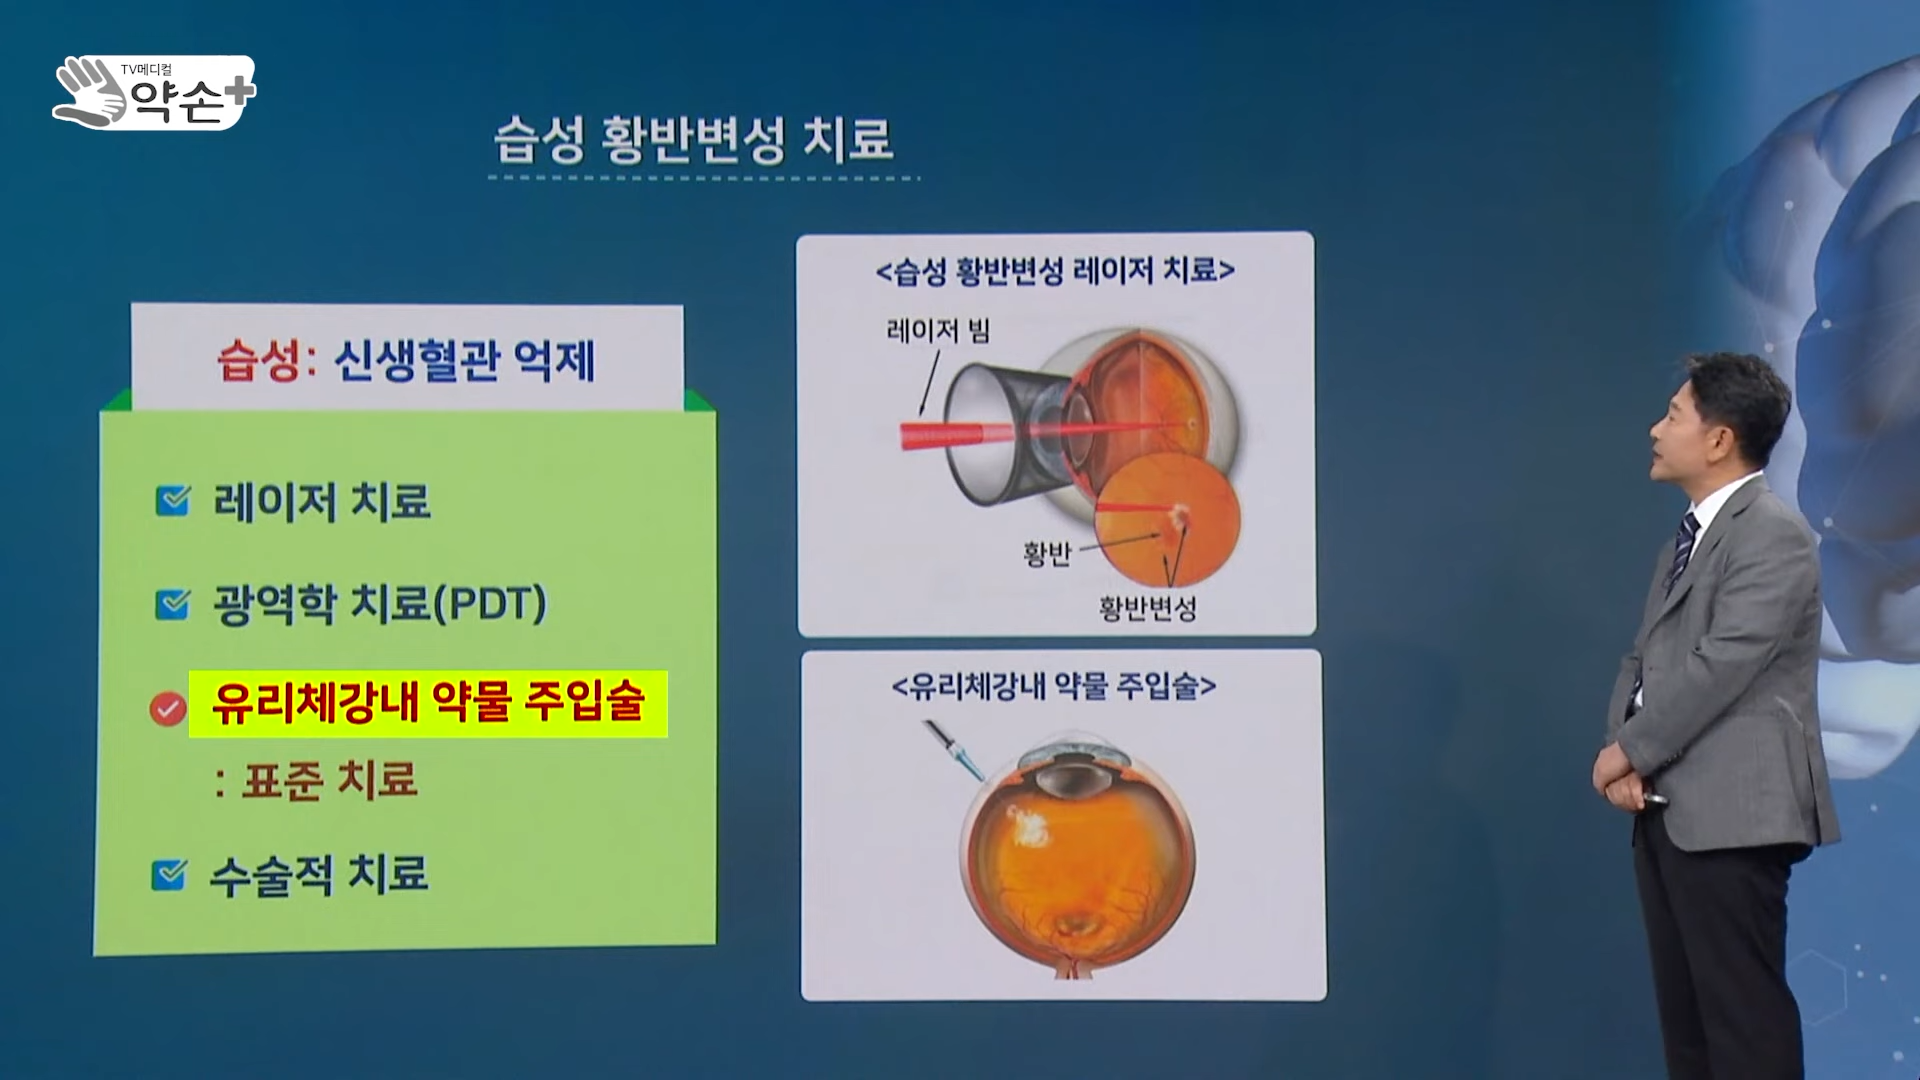 TV메디컬
약손+
습성 황반변성 치료
습성: 신생혈관 억제
레이저 치료
광역학 치료(PDT)
유리체강내 약물 주입술
: 표준 치료
수술적 치료
<습성 황반변성 레이저 치료>
레이저 빔
황반
황반변성
<유리체강내 약물 주입술>